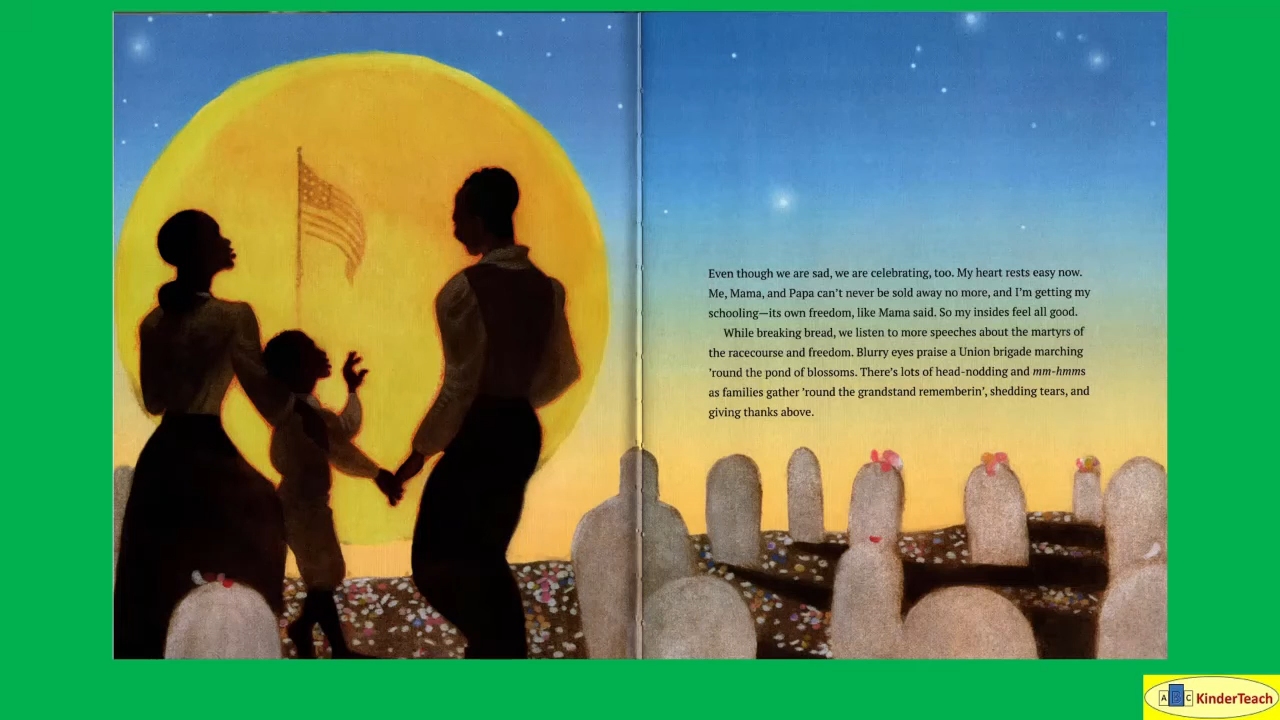 Even though we are sad, we are celebrating, too. My heart rests easy now.
Me, Mama, and Papa can’t never be sold away no more, and I’m getting my
schooling—its own freedom, like Mama said. So my insides feel all good.
While breaking bread, we listen to more speeches about the martyrs of
the racecourse and freedom. Blurry eyes praise a Union brigade marching
’round the pond of blossoms. There’s lots of head-nodding and mm-hmms
as families gather ’round the grandstand rememberin’, shedding tears, and
giving thanks above.
A B C KinderTeach